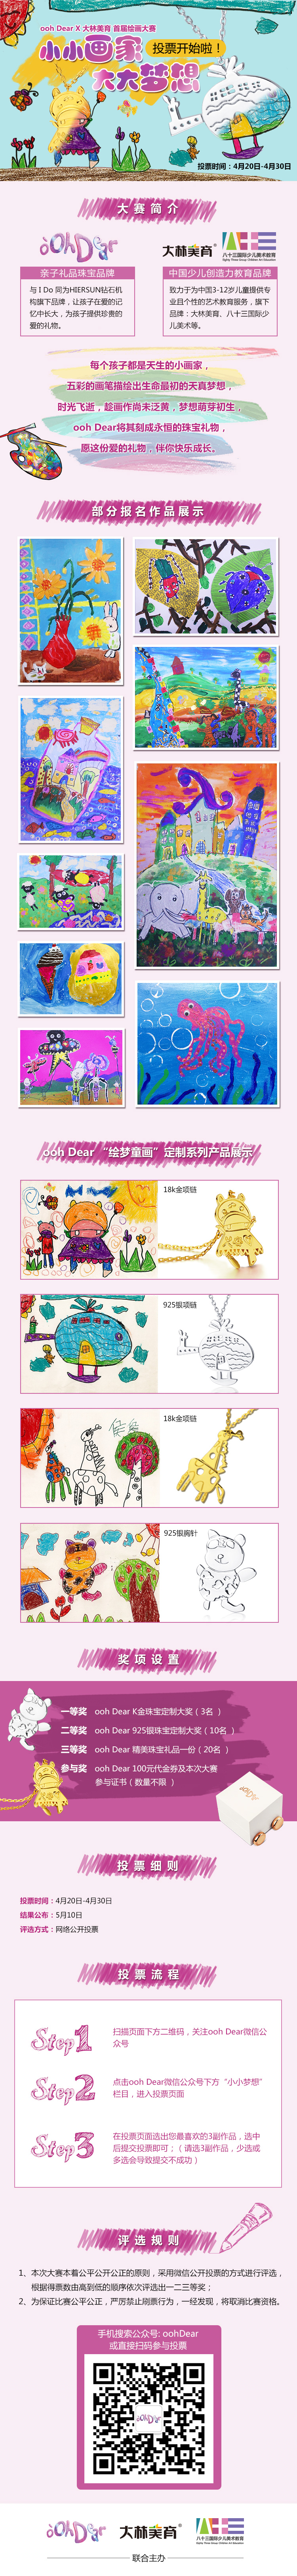 ooh Dear X 大林美育 首届绘画大赛
小小画家
投票开始啦！
大大梦想
投票时间：4月20日-4月30日
大赛简介
ooh Dear
亲子礼品珠宝品牌
与 I Do 同为HIERSUN钻石机
构旗下品牌，让孩子在爱的记
忆中长大，为孩子提供珍贵的
爱的礼物。
大林美育
八十三国际少儿美术教育
Eighty Three Group Children Art Education
中国少儿创造力教育品牌
致力于为中国3-12岁儿童提供专
业且个性的艺术教育服务，旗下
品牌：大林美育、八十三国际少
儿美术等。
每个孩子都是天生的小画家，
五彩的画笔描绘出生命最初的天真梦想，
时光飞逝，趁画作尚未泛黄，梦想萌芽初生，
ooh Dear将其刻成永恒的珠宝礼物，
愿这份爱的礼物，伴你快乐成长。
部分报名作品展示
ooh Dear “绘梦童画”定制系列产品展示
18k金项链
925银项链
18k金项链
925银胸针
奖项设置
一等奖 ooh Dear K金珠宝定制大奖（3名 ）
二等奖 ooh Dear 925银珠宝定制大奖（10名 ）
三等奖 ooh Dear 精美珠宝礼品一份（20名 ）
参与奖 ooh Dear 100元代金券及本次大赛
参与证书（数量不限 ）
投票细则
投票时间：4月20日-4月30日
结果公布：5月10日
评选方式：网络公开投票
投票流程
Step1
扫描页面下方二维码，关注ooh Dear微信公
众号
Step2
点击ooh Dear微信公众号下方“小小梦想”
栏目，进入投票页面
Step3
在投票页面选出您最喜欢的3副作品，选中
后提交投票即可；（ 请选3副作品，少选或
多选会导致提交不成功 ）
评选规则
1、本次大赛本着公平公开公正的原则，采用微信公开投票的方式进行评选，
根据得票数由高到低的顺序依次评选出一二三等奖；
2、为保证比赛公平公正，严厉禁止刷票行为，一经发现，将取消比赛资格。
手机搜索公众号: oohDear
或直接扫码参与投票
ooh Dear
ooh Dear
大林美育
八十三国际少儿美术教育
Eighty Three Group Children Art Education
联合主办